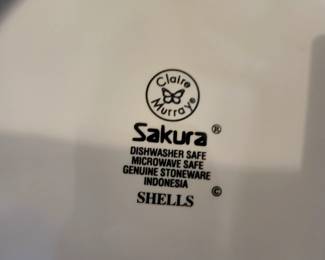 Claire
Murray
Sakura®
DISHWASHER SAFE
MICROWAVE SAFE
GENUINE STONEWARE
INDONESIA
©
SHELLS